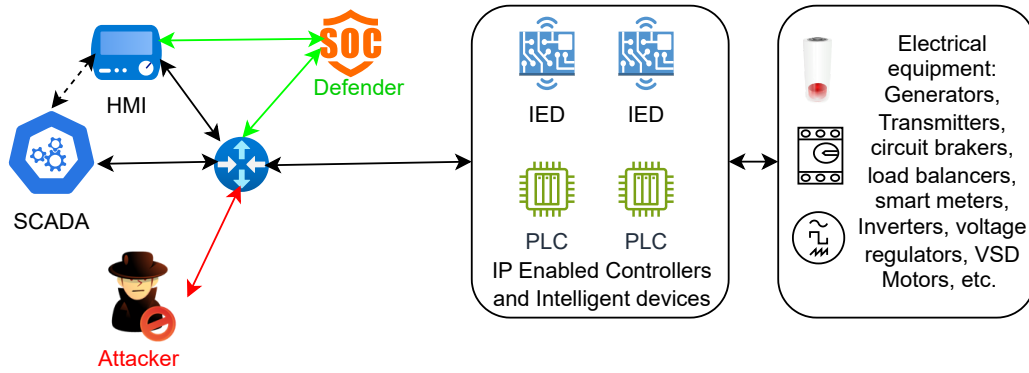 SOC
Defender
HMI
SCADA
Attacker
IED IED
PLC PLC
IP Enabled Controllers
and Intelligent devices
Electrical
equipment:
Generators,
Transmitters,
circuit brakers,
load balancers,
smart meters,
Inverters, voltage
regulators, VSD
Motors, etc.